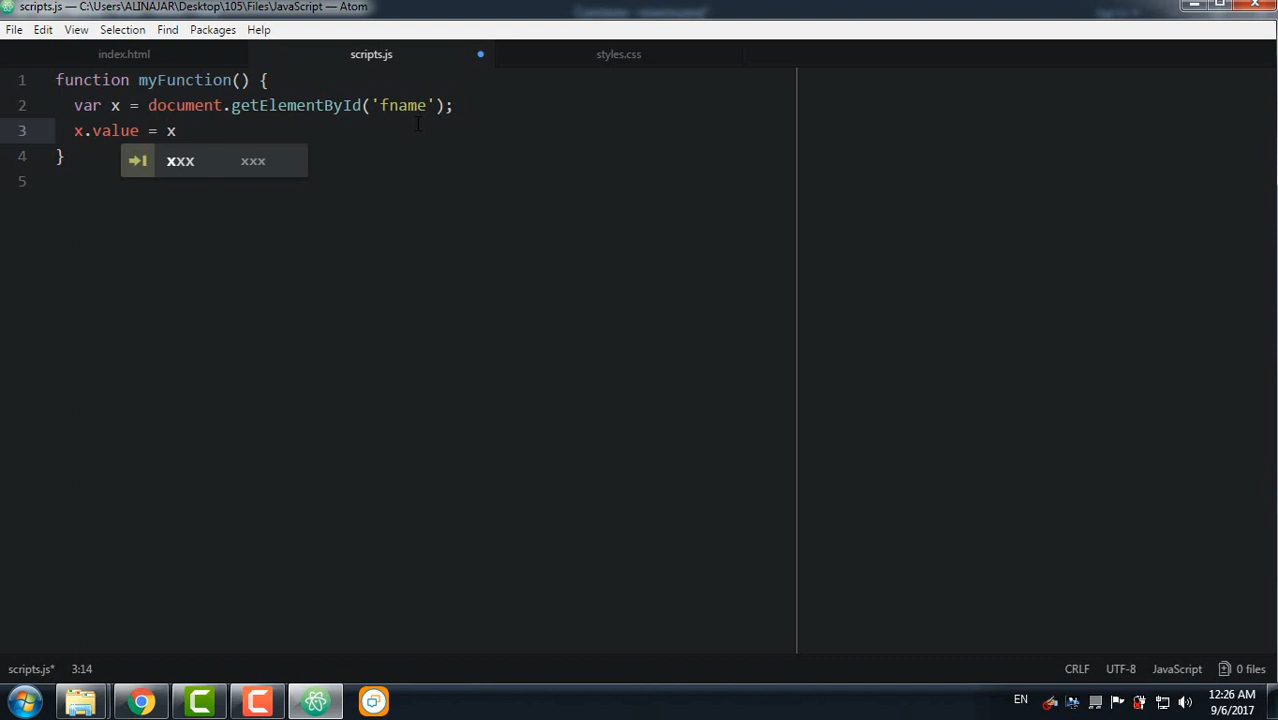 scripts.js — C:\Users\ALINAJAR\Desktop\105\Files\JavaScript — Atom
File Edit View Selection Find Packages Help
index.html scripts.js styles.css
1 function myFunction() {
2 var x = document.getElementById('fname');
3 x.value = x
4 }
xxx xxx
5
scripts.js* 3:14 CRLF UTF-8 JavaScript 0 files
EN 12:26 AM
9/6/2017